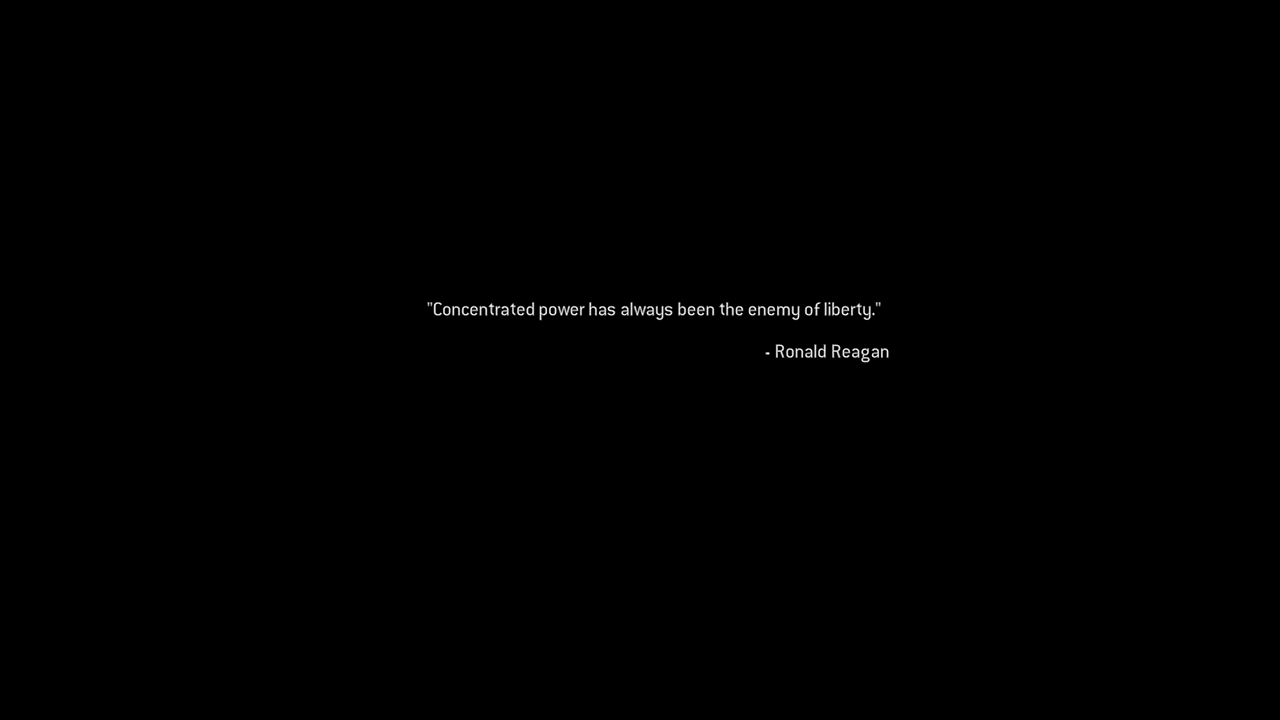 "Concentrated power has always been the enemy of liberty."
- Ronald Reagan